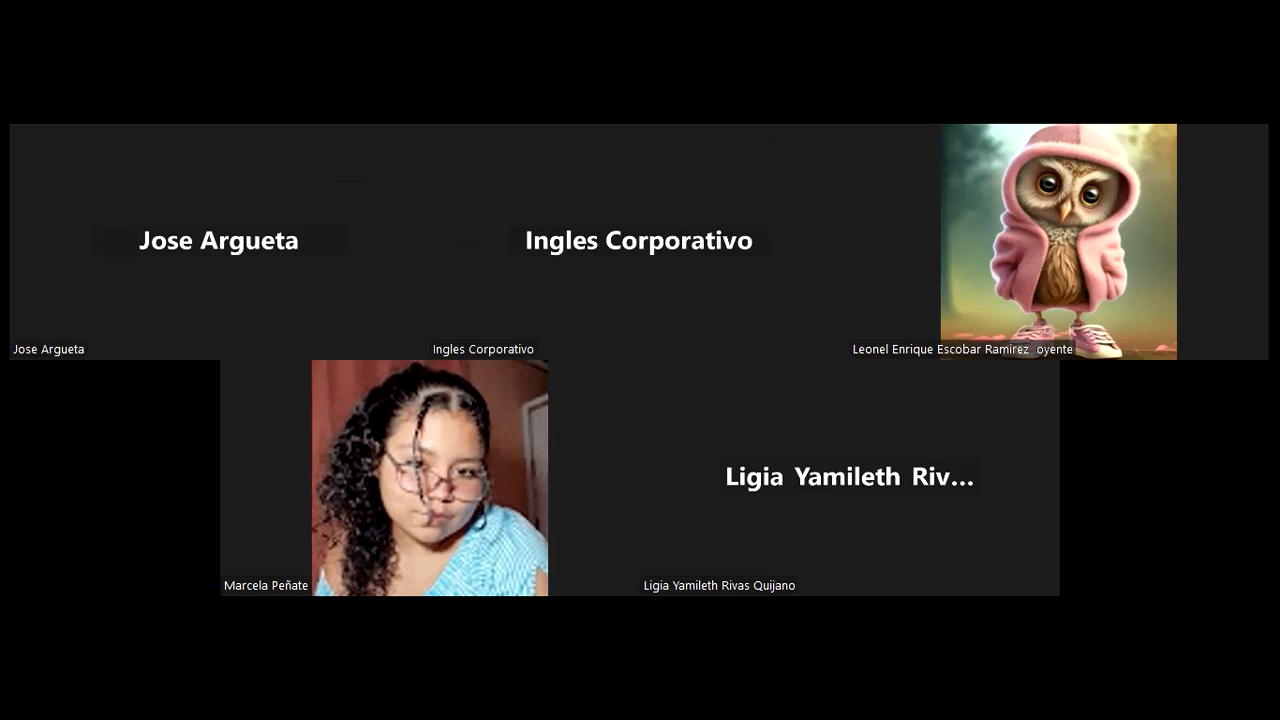 Jose Argueta
Ingles Corporativo
Jose Argueta
Ingles Corporativo
Leonel Enrique Escobar Ramirez oyente
Ligia Yamileth Riv...
Marcela Peñate
Ligia Yamileth Rivas Quijano